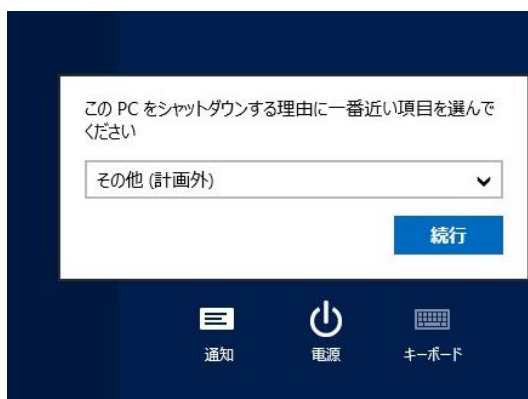 この PC をシャットダウンする理由に一番近い項目を選んで
ください
その他 (計画外)
続行
通知
電源
キーボード